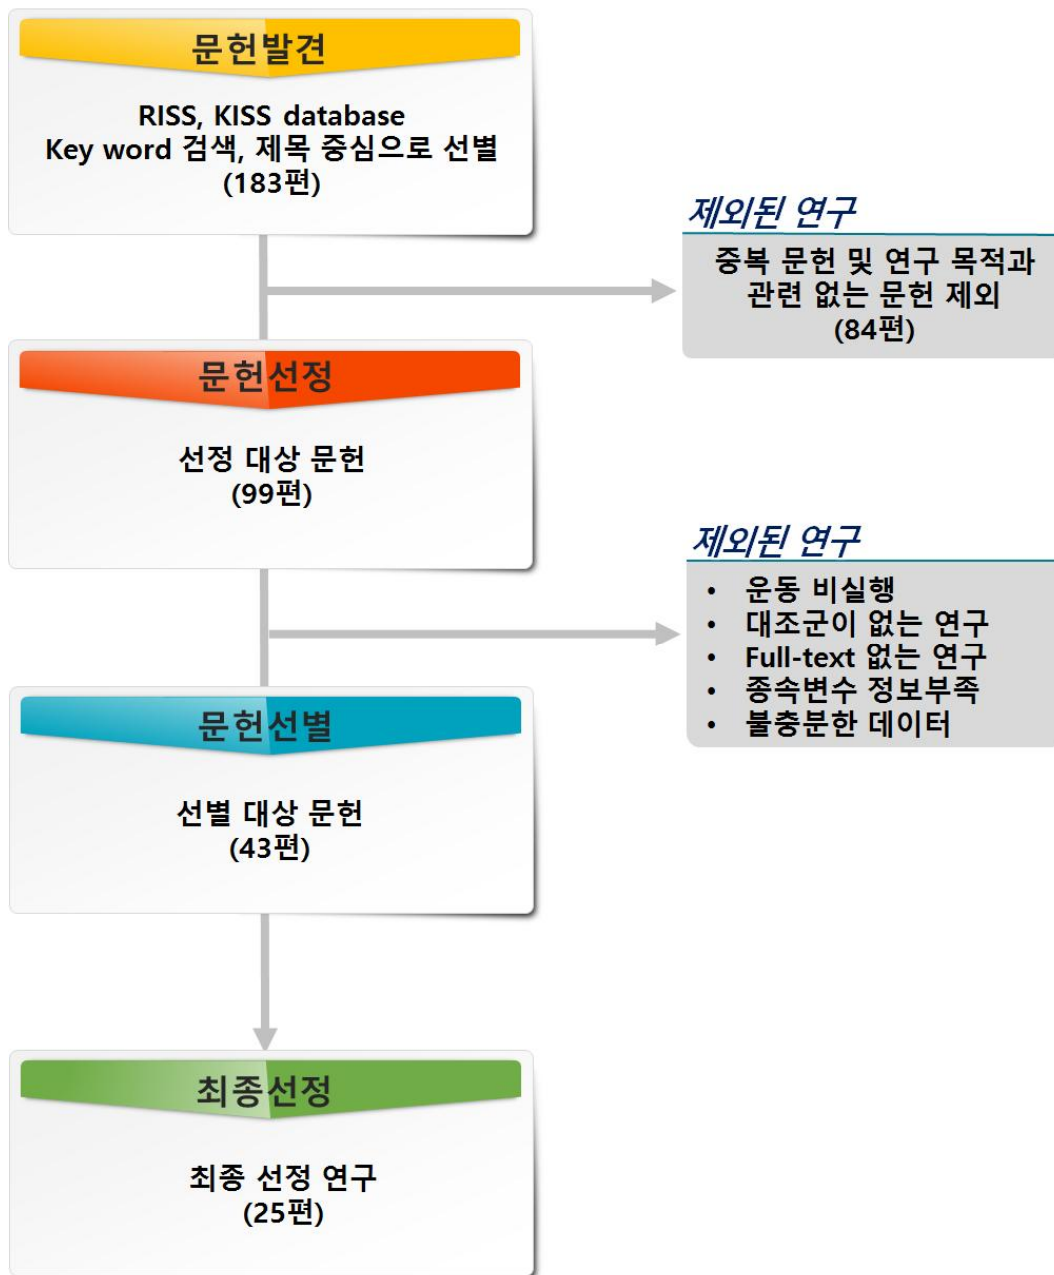 문헌발견
RISS, KISS database
Key word 검색, 제목 중심으로 선별
(183편)
제외된 연구
중복 문헌 및 연구 목적과
관련 없는 문헌 제외
(84편)
문헌선정
선정 대상 문헌
(99편)
제외된 연구
• 운동 비실행
• 대조군이 없는 연구
• Full-text 없는 연구
• 종속변수 정보부족
• 불충분한 데이터
문헌선별
선별 대상 문헌
(43편)
최종선정
최종 선정 연구
(25편)